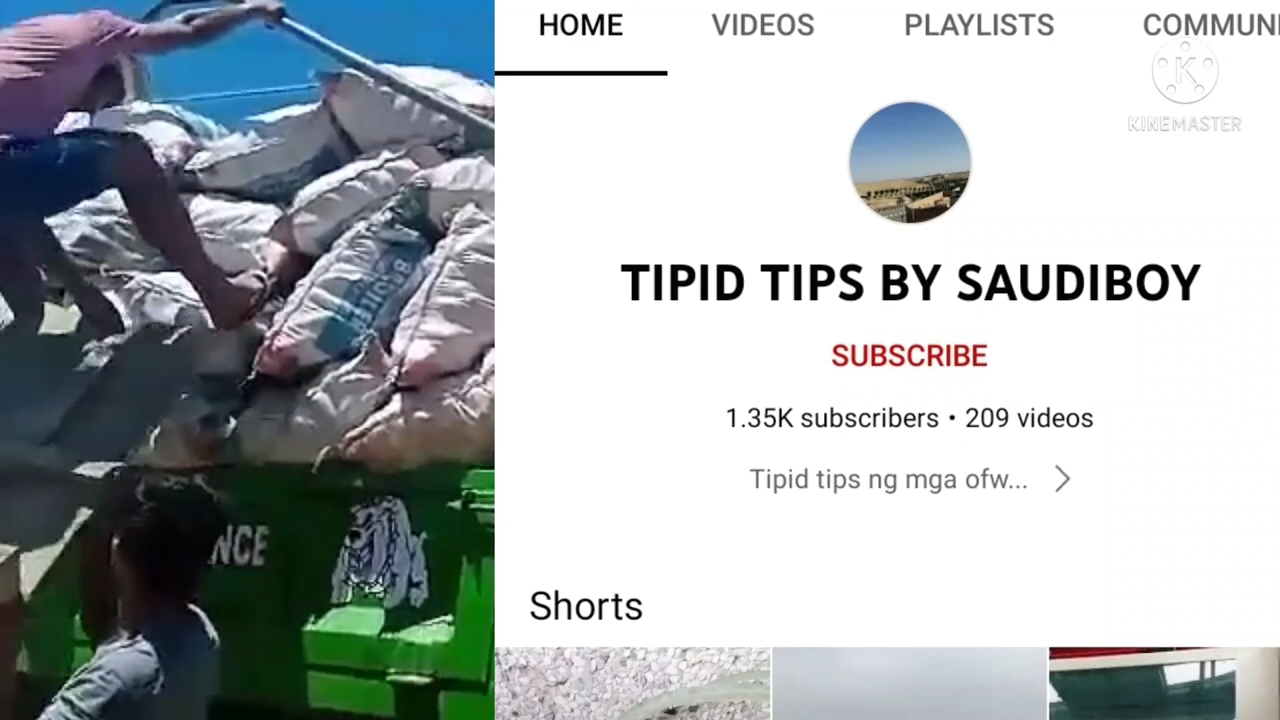 HOME VIDEOS PLAYLISTS COMMUNI
KINEMASTER
TIPID TIPS BY SAUDIBOY
SUBSCRIBE
1.35K subscribers • 209 videos
Tipid tips ng mga ofw...
NCE
Shorts